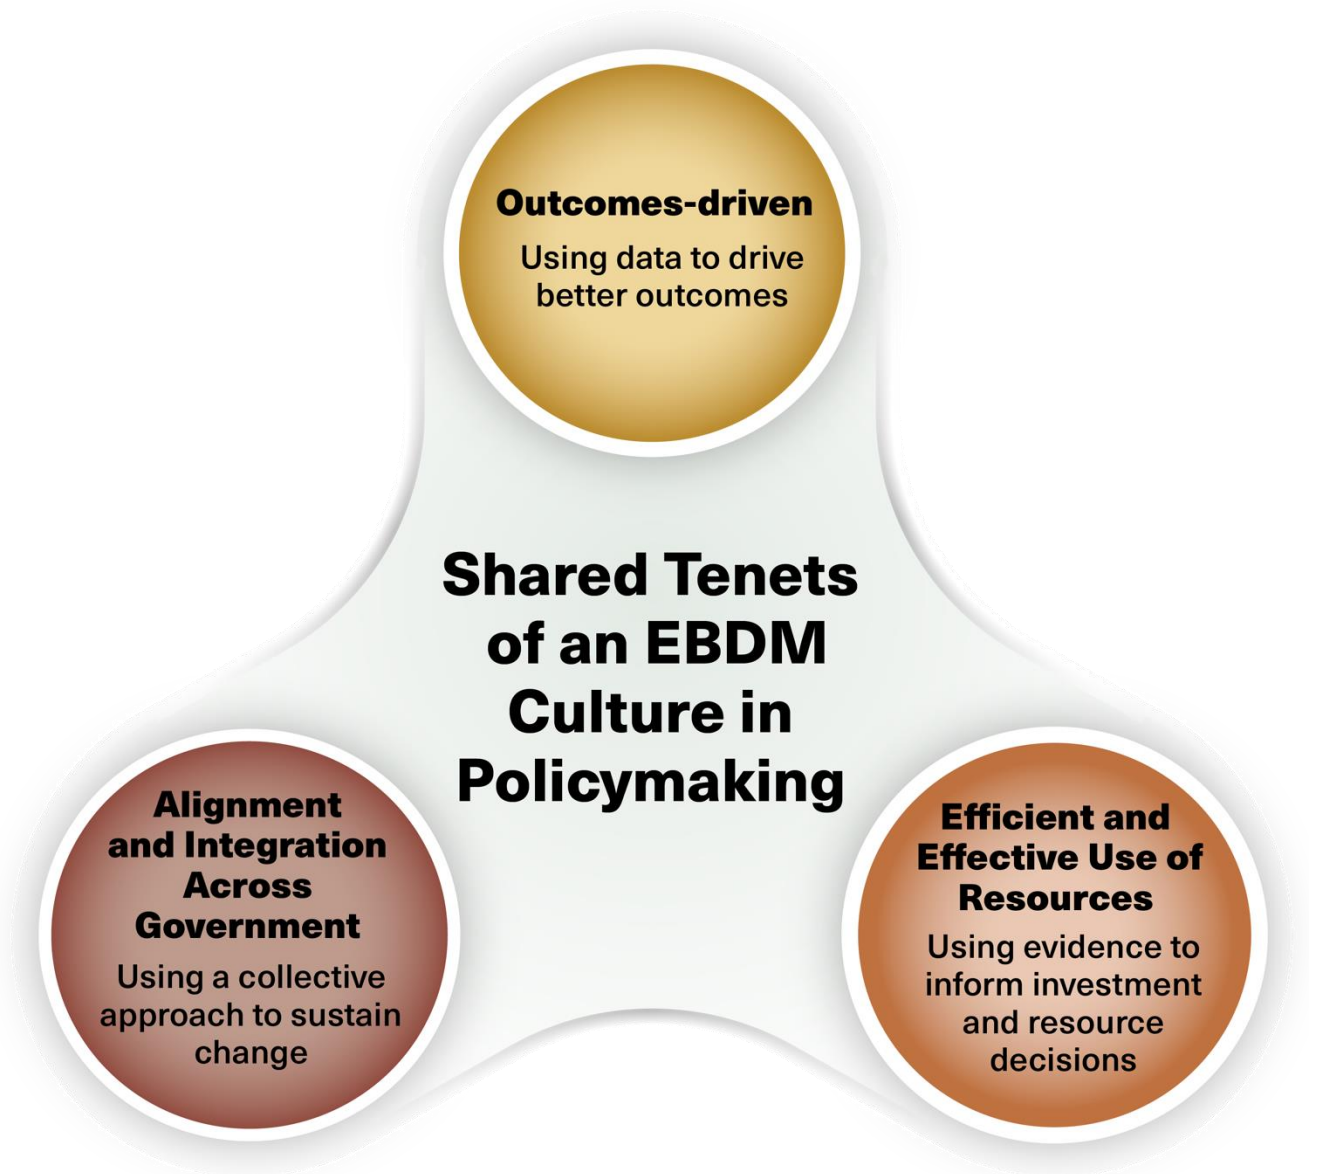 Outcomes-driven
Using data to drive
better outcomes
Shared Tenets
of an EBDM
Culture in
Policymaking
Alignment
and Integration
Across
Government
Using a collective
approach to sustain
change
Efficient and
Effective Use of
Resources
Using evidence to
inform investment
and resource
decisions